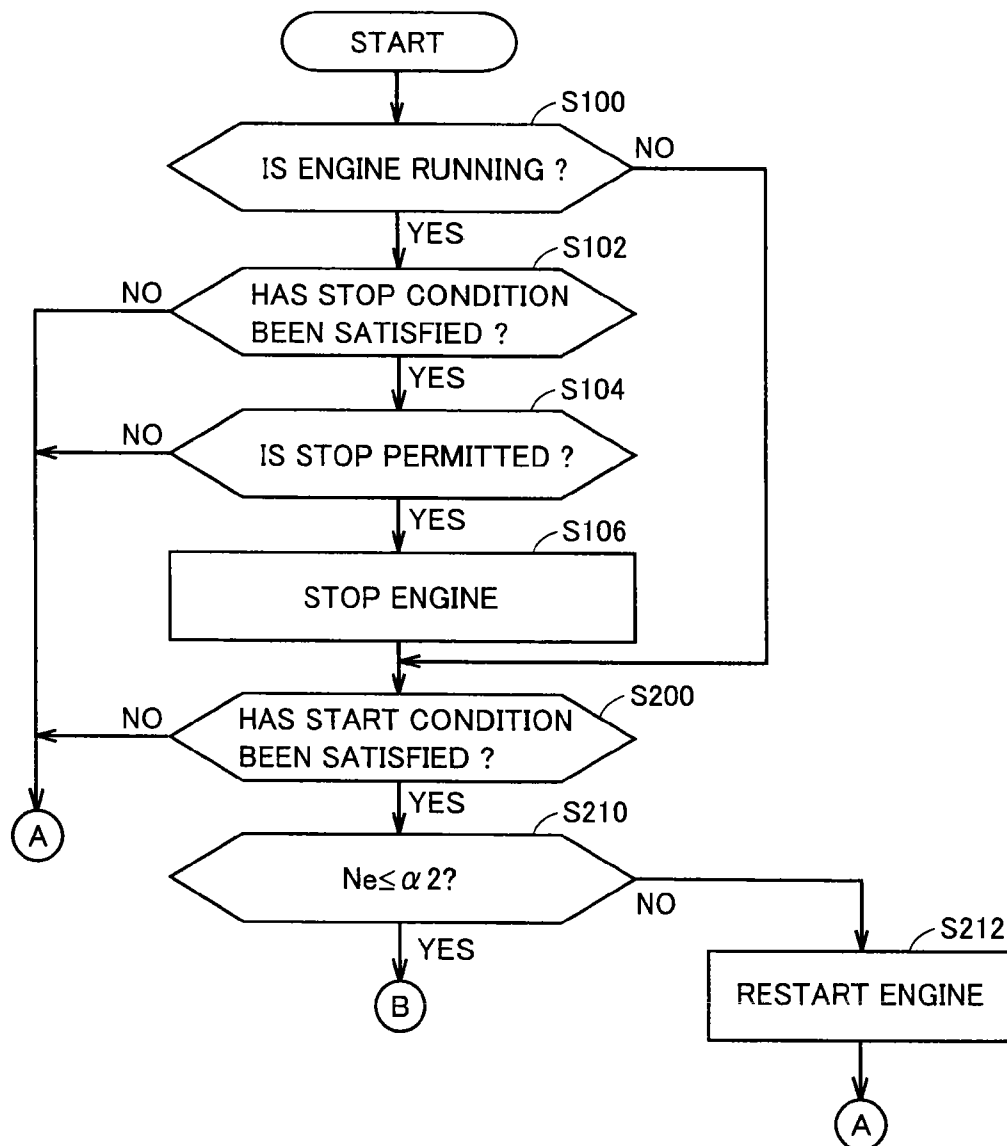 START
S100
IS ENGINE RUNNING ?
NO
YES
S102
NO
HAS STOP CONDITION
BEEN SATISFIED ?
YES
S104
NO
IS STOP PERMITTED ?
YES
S106
STOP ENGINE
S200
NO
HAS START CONDITION
BEEN SATISFIED ?
YES
A
S210
Ne≤α2?
NO
YES
S212
B
RESTART ENGINE
A